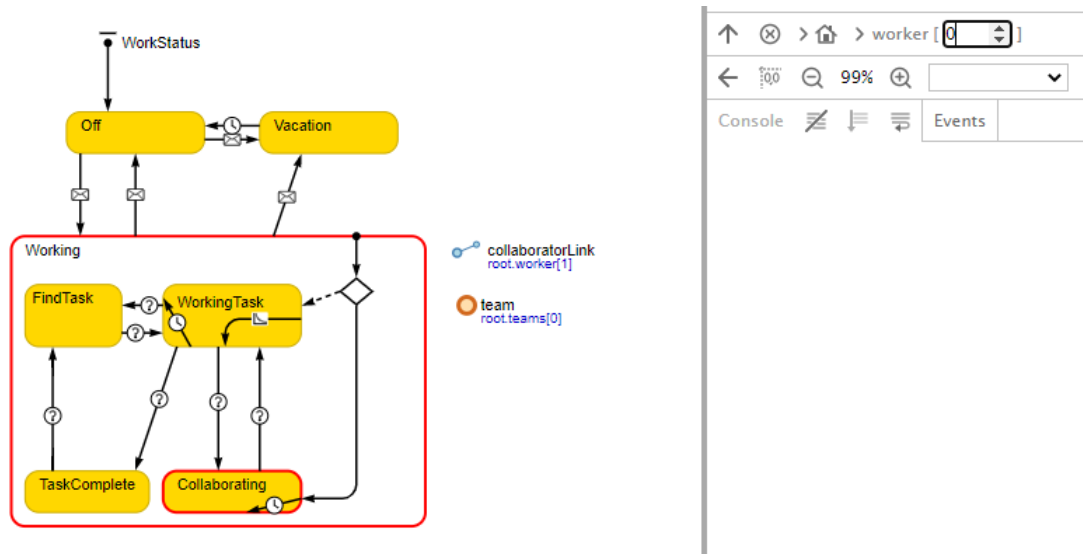 WorkStatus
Off
Vacation
Working
FindTask
WorkingTask
TaskComplete
Collaborating
collaboratorLink
root.worker[1]
team
root.teams[0]
worker [ 0 ]
99%
Console
Events